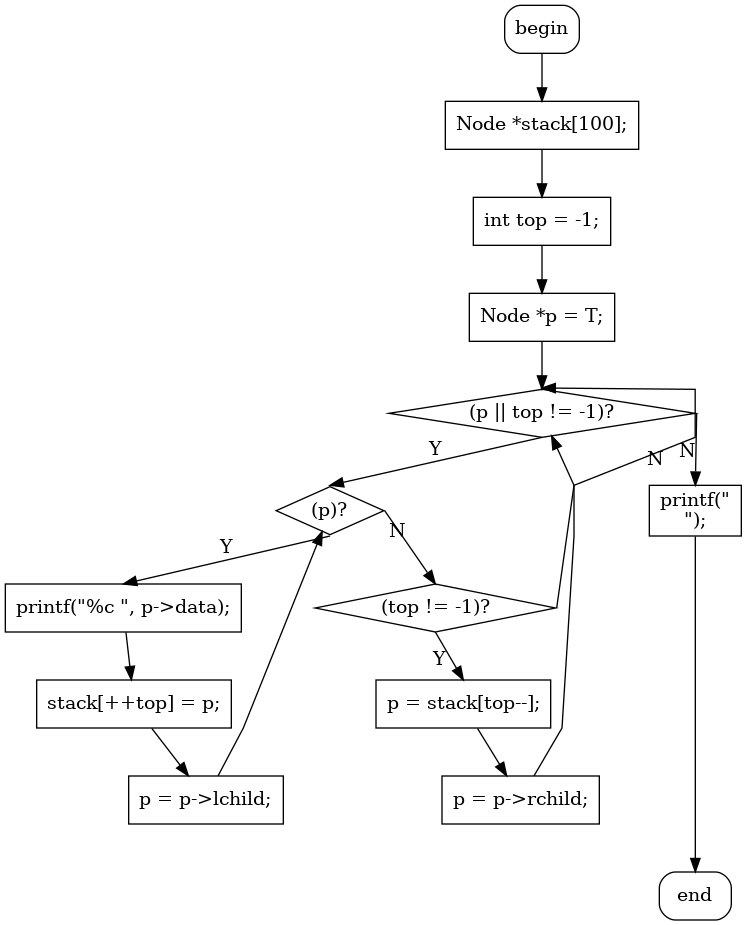 begin
Node *stack[100];
int top = -1;
Node *p = T;
(p || top != -1)?
Y
N
N
printf("
");
(p)?
Y
N
printf("%c ", p->data);
(top != -1)?
Y
stack[++top] = p;
p = stack[top--];
p = p->lchild;
p = p->rchild;
end